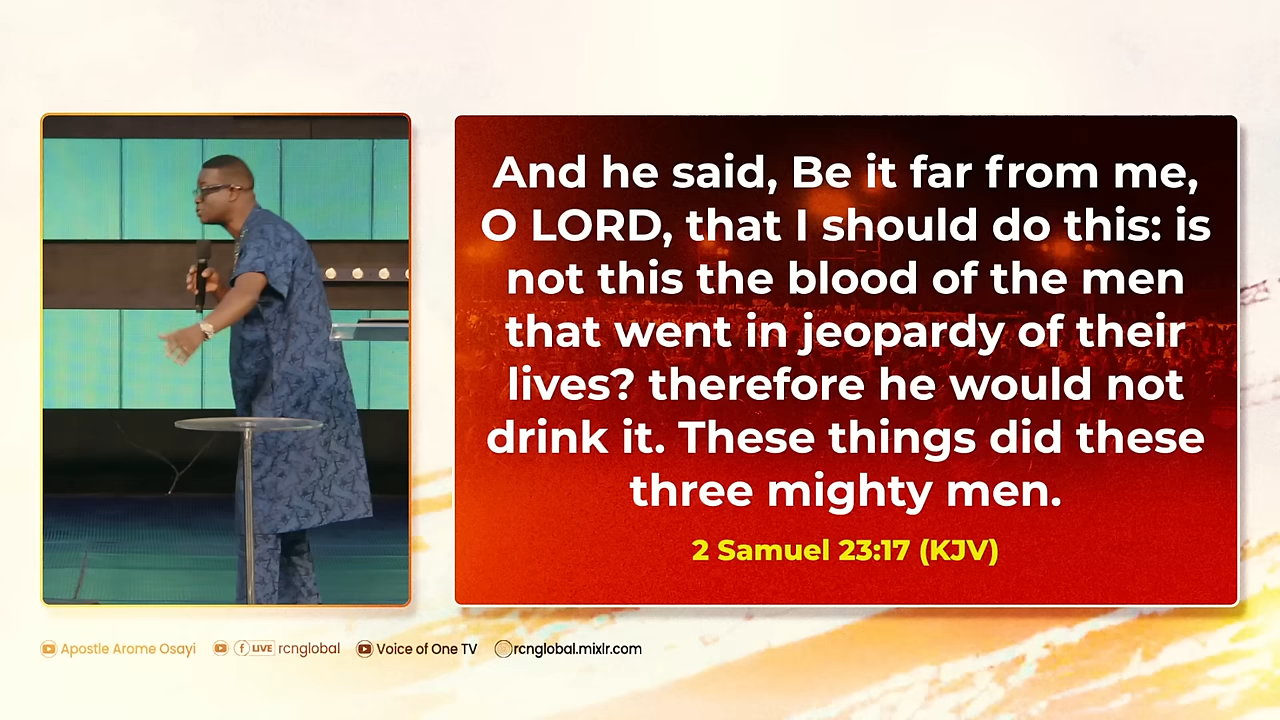 And he said, Be it far from me,
O LORD, that I should do this: is
not this the blood of the men
that went in jeopardy of their
lives? therefore he would not
drink it. These things did these
three mighty men.
2 Samuel 23:17 (KJV)
Apostle Arome Osayi LIVE rcnglobal Voice of One TV rcnglobal.mixlr.com